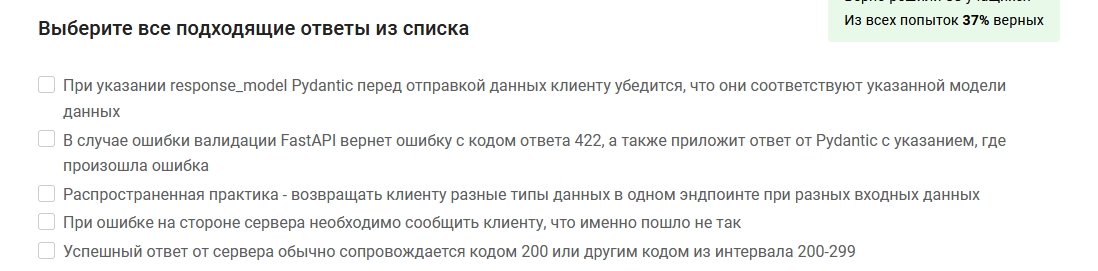 Из всех попыток 37% верных
Выберите все подходящие ответы из списка
При указании response_model Pydantic перед отправкой данных клиенту убедится, что они соответствуют указанной модели
данных
В случае ошибки валидации FastAPI вернет ошибку с кодом ответа 422, а также приложит ответ от Pydantic с указанием, где
произошла ошибка
Распространенная практика - возвращать клиенту разные типы данных в одном эндпоинте при разных входных данных
При ошибке на стороне сервера необходимо сообщить клиенту, что именно пошло не так
Успешный ответ от сервера обычно сопровождается кодом 200 или другим кодом из интервала 200-299